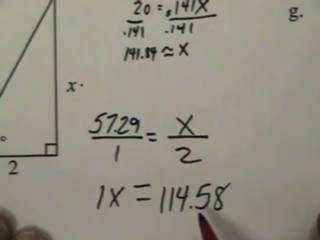 20 = .141x
.141 .141
141.84 ≈ x
g.
x.
57.29 = x
1 2
2
1x = 114.58